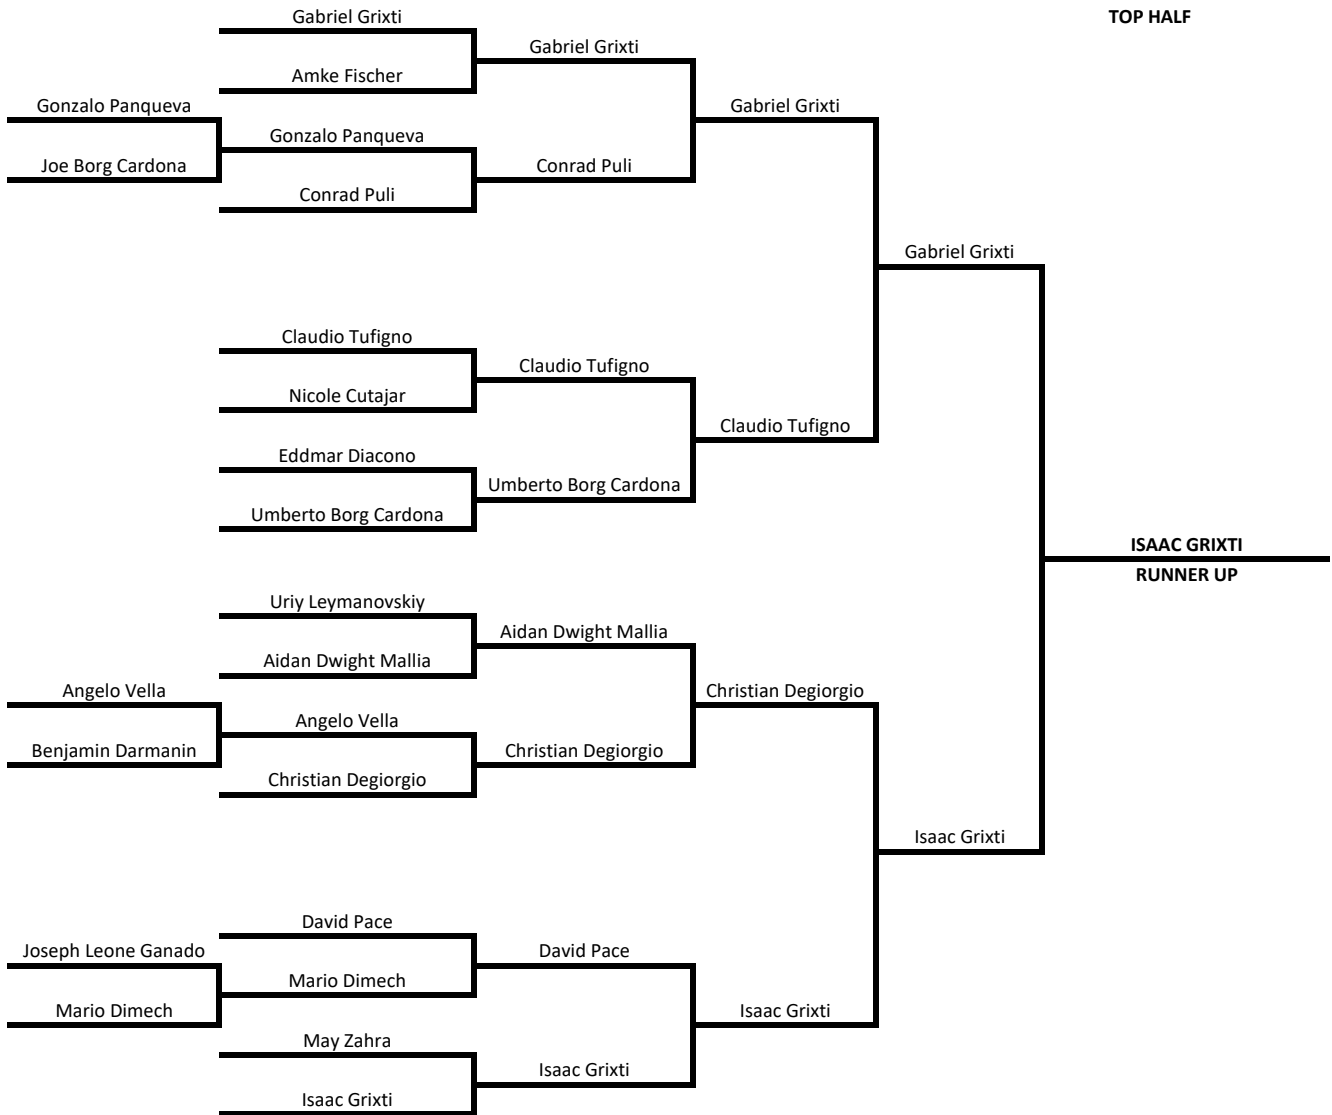 Gabriel Grixti
TOP HALF
Gabriel Grixti
Amke Fischer
Gonzalo Panqueva
Gabriel Grixti
Gonzalo Panqueva
Joe Borg Cardona
Conrad Puli
Conrad Puli
Gabriel Grixti
Claudio Tufigno
Claudio Tufigno
Nicole Cutajar
Claudio Tufigno
Eddmar Diacono
Umberto Borg Cardona
Umberto Borg Cardona
ISAAC GRIXTI
RUNNER UP
Uriy Leymanovskiy
Aidan Dwight Mallia
Aidan Dwight Mallia
Angelo Vella
Christian Degiorgio
Angelo Vella
Benjamin Darmanin
Christian Degiorgio
Christian Degiorgio
Isaac Grixti
David Pace
Joseph Leone Ganado
David Pace
Mario Dimech
Mario Dimech
Isaac Grixti
May Zahra
Isaac Grixti
Isaac Grixti